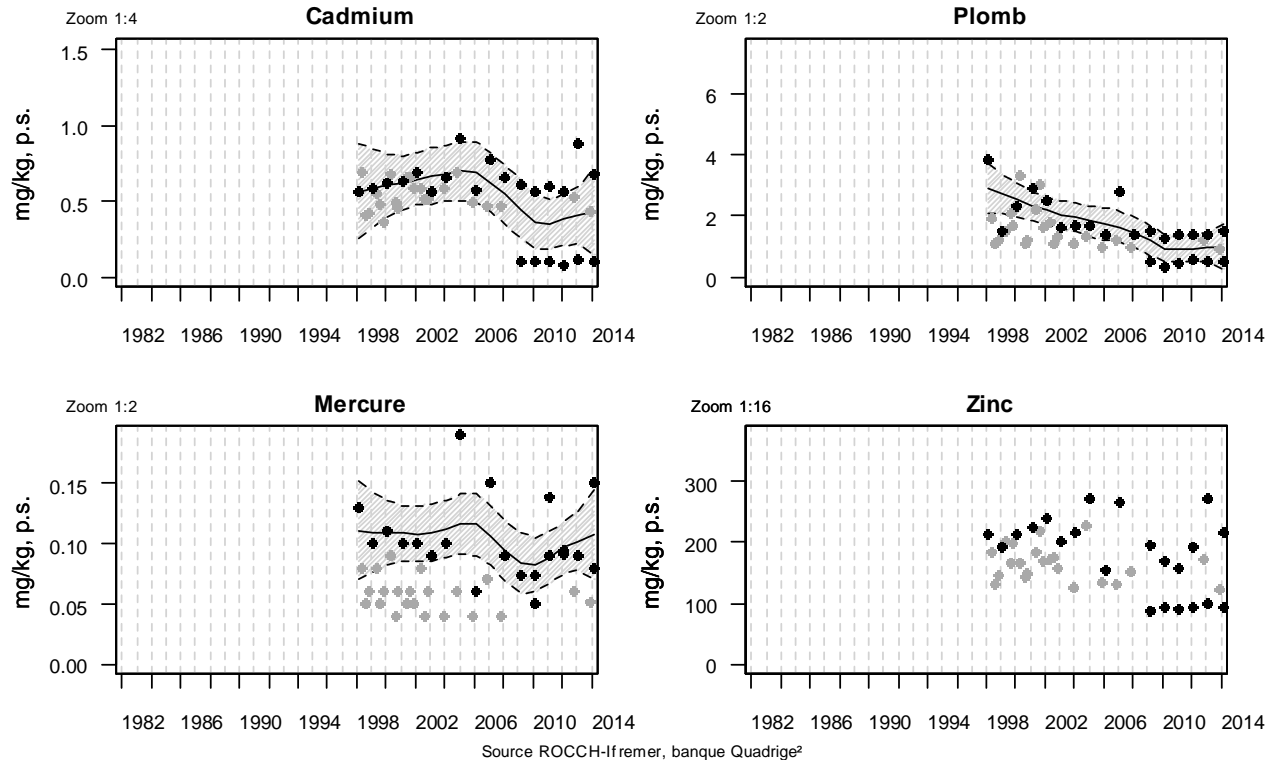 Zoom 1:4
Cadmium
1.5
1.0
0.5
0.0
mg/kg, p.s.
1982 1986 1990 1994 1998 2002 2006 2010 2014
Zoom 1:2
Plomb
6
4
2
0
mg/kg, p.s.
1982 1986 1990 1994 1998 2002 2006 2010 2014
Zoom 1:2
Mercure
0.15
0.10
0.05
0.00
mg/kg, p.s.
1982 1986 1990 1994 1998 2002 2006 2010 2014
Zoom 1:16
Zinc
300
200
100
0
mg/kg, p.s.
1982 1986 1990 1994 1998 2002 2006 2010 2014
Source ROCCH-Ifremer, banque Quadrige²